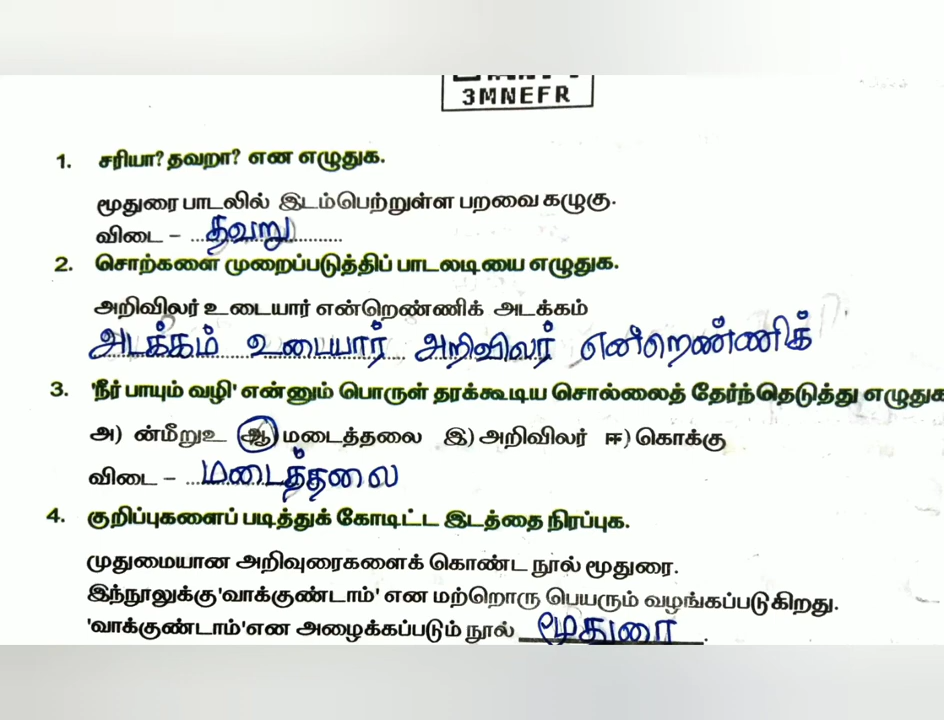 3MNEFR
1. சரியா? தவறா? என எழுதுக.
மூதுரை பாடலில் இடம்பெற்றுள்ள பறவை கழுகு.
விடை – ...தவறு...........
2. சொற்களை முறைப்படுத்திப் பாடலடியை எழுதுக.
அறிவிலர் உடையார் என்றெண்ணிக் அடக்கம்
அடக்கம் உடையார் அறிவிலர் என்றெண்ணிக்
3. 'நீர் பாயும் வழி' என்னும் பொருள் தரக்கூடிய சொல்லைத் தேர்ந்தெடுத்து எழுதுக
அ) ன்மீறுஉ ஆ) மடைத்தலை இ) அறிவிலர் ஈ) கொக்கு
விடை – ...மடைத்தலை
4. குறிப்புகளைப் படித்துக் கோடிட்ட இடத்தை நிரப்புக.
முதுமையான அறிவுரைகளைக் கொண்ட நூல் மூதுரை.
இந்நூலுக்கு 'வாக்குண்டாம்' என மற்றொரு பெயரும் வழங்கப்படுகிறது.
'வாக்குண்டாம்'என அழைக்கப்படும் நூல் மூதுரை.